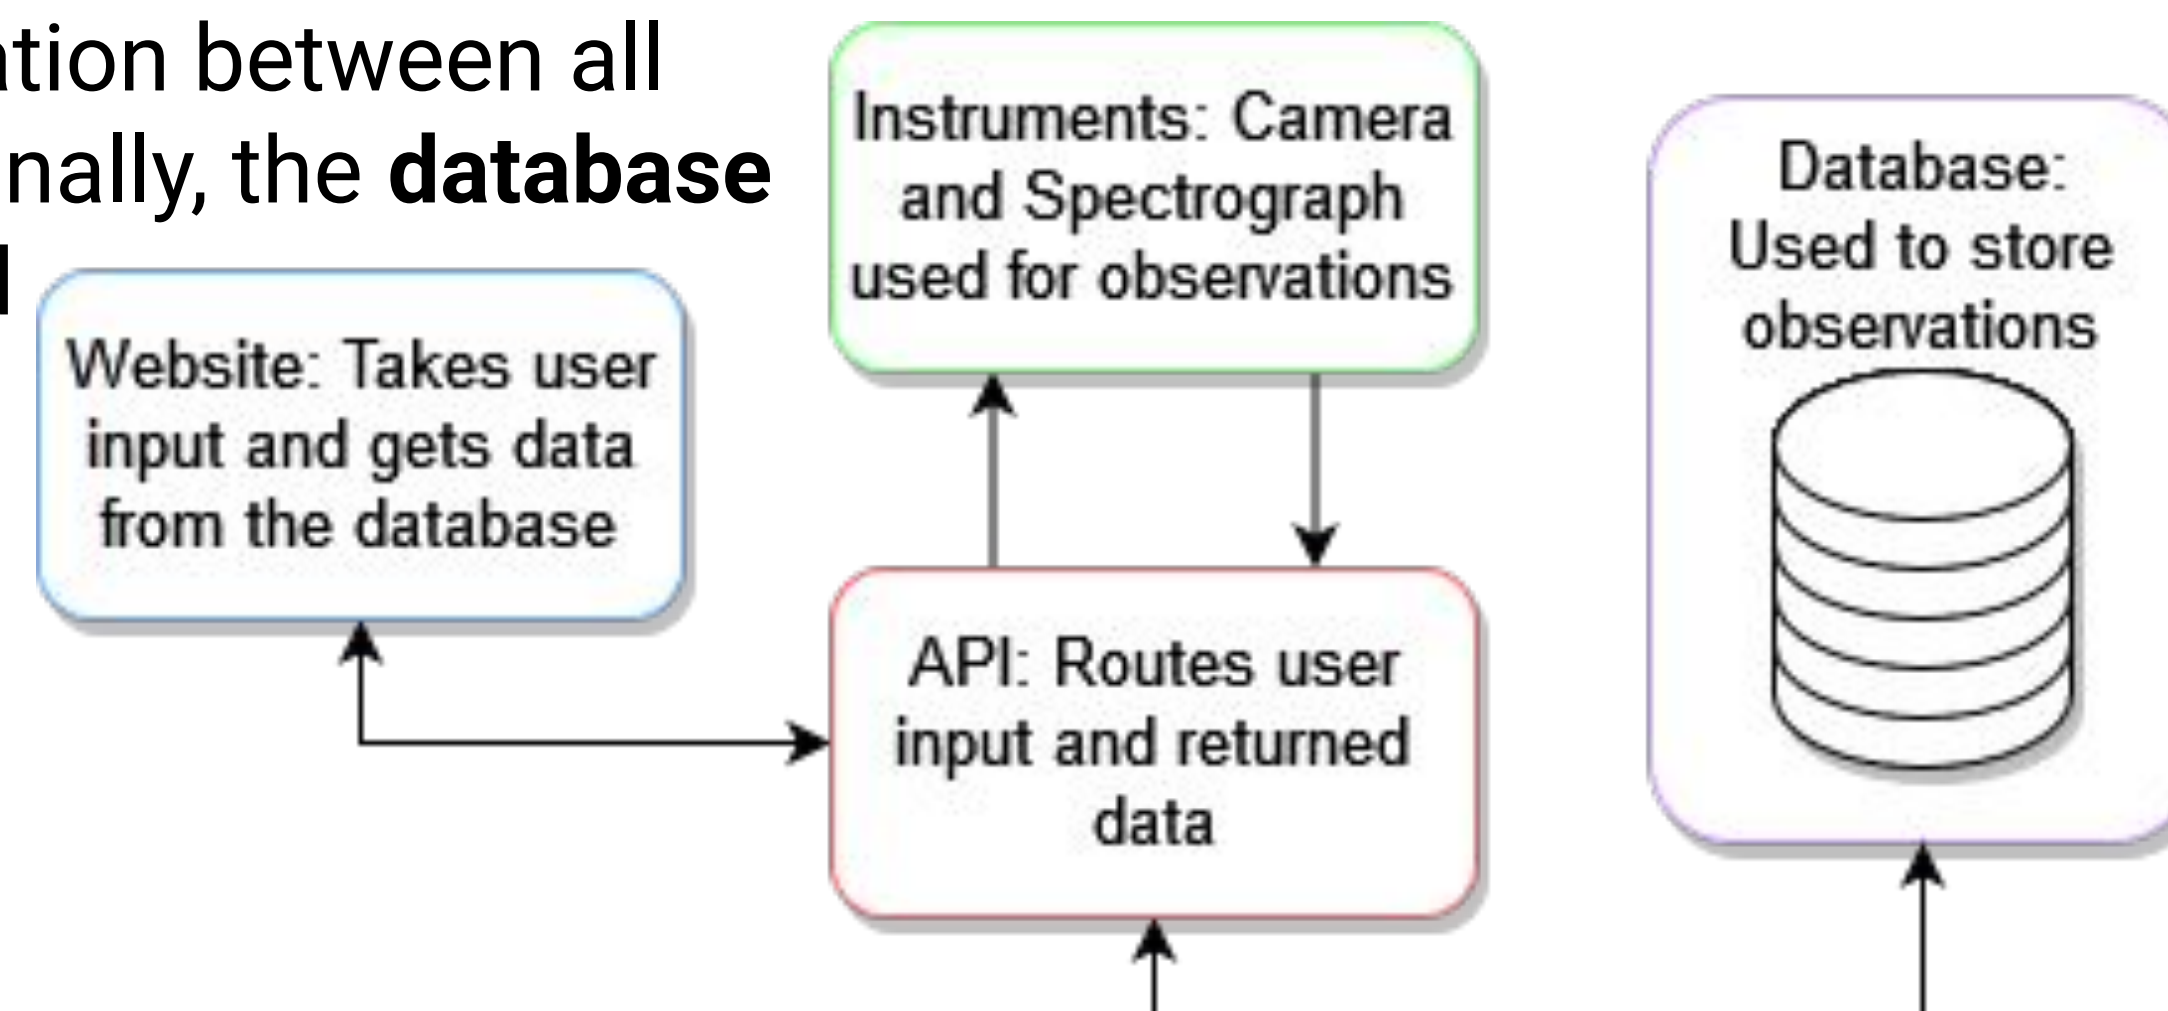 ation between all
nally, the database
Instruments: Camera
and Spectrograph
used for observations
Database:
Used to store
observations
Website: Takes user
input and gets data
from the database
API: Routes user
input and returned
data